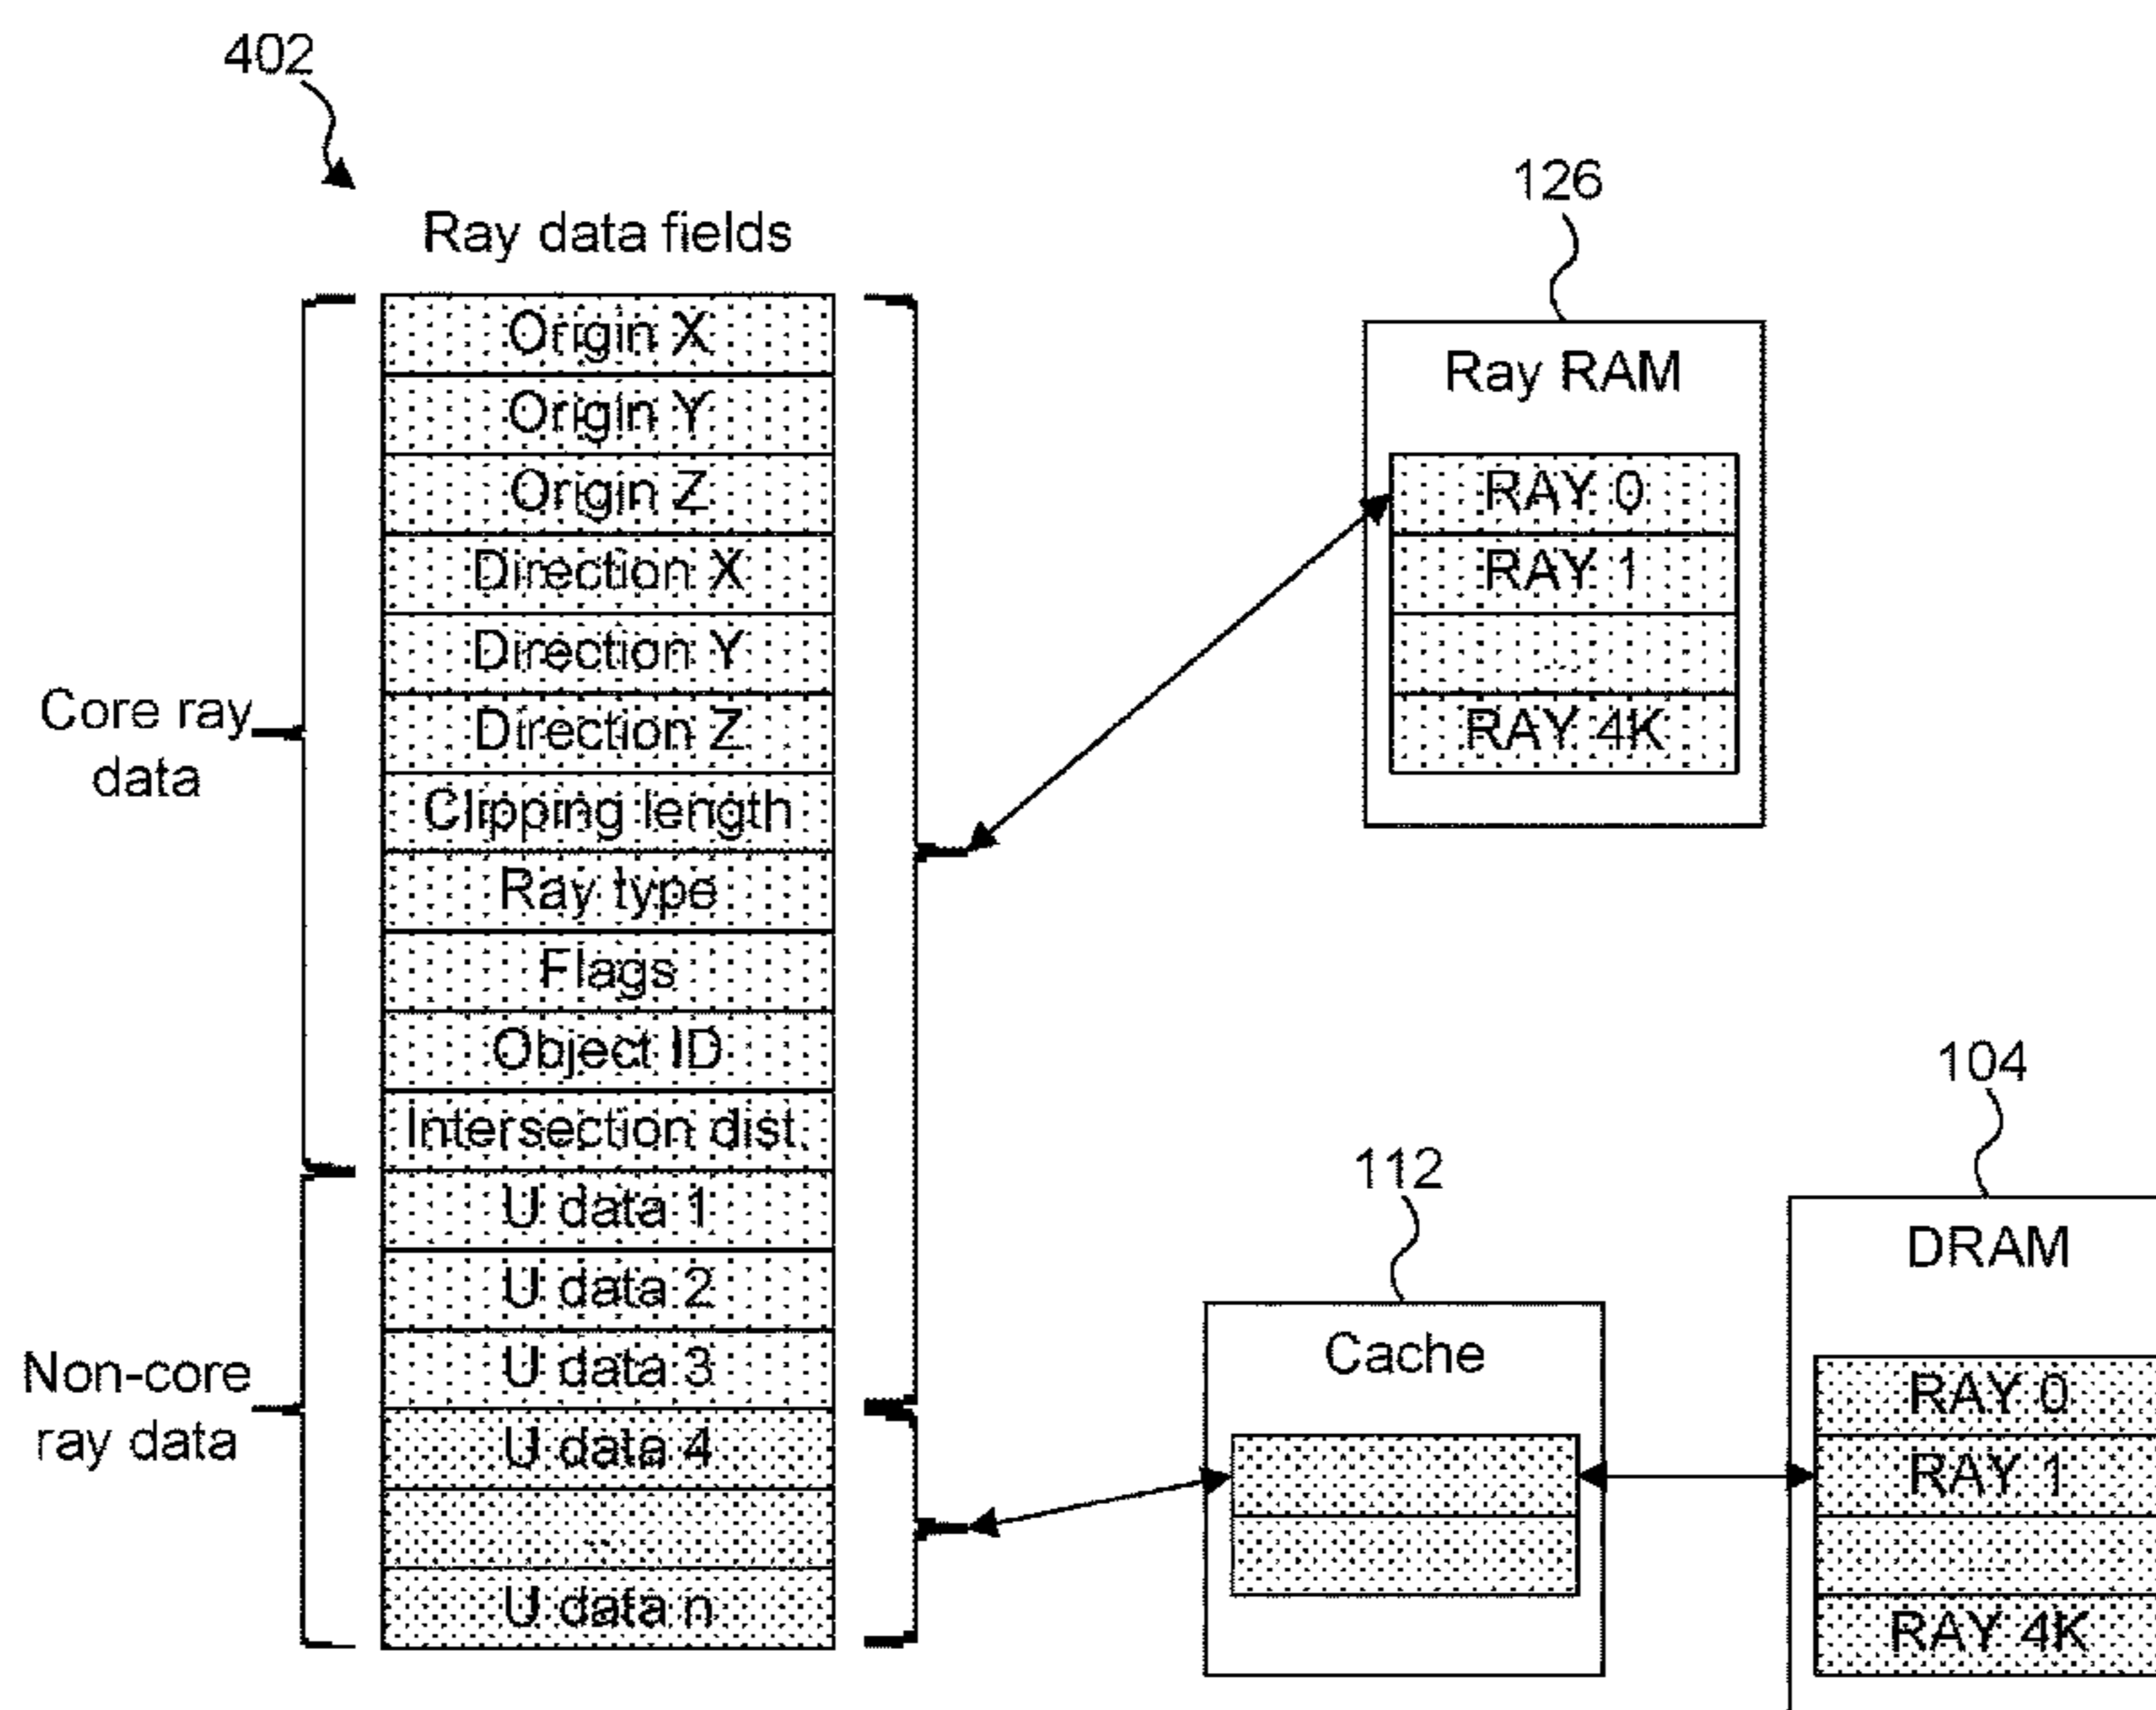 402
Ray data fields
Origin X
Origin Y
Origin Z
Direction X
Direction Y
Direction Z
Clipping length
Ray type
Flags
Object ID
Intersection dist.
U data 1
U data 2
U data 3
U data 4
...
U data n
Core ray
data
Non-core
ray data
126
Ray RAM
RAY 0
RAY 1
...
RAY 4K
112
Cache
104
DRAM
RAY 0
RAY 1
...
RAY 4K